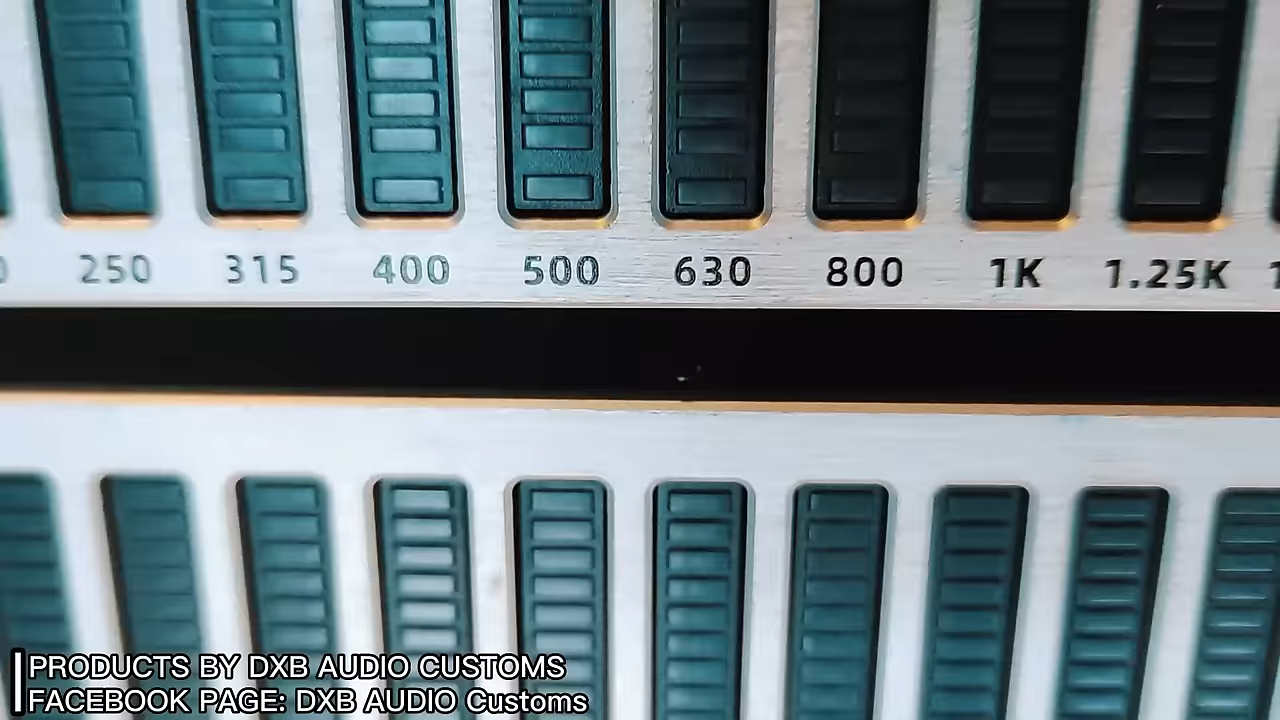 250 315 400 500 630 800 1K 1.25K
PRODUCTS BY DXB AUDIO CUSTOMS
FACEBOOK PAGE: DXB AUDIO Customs